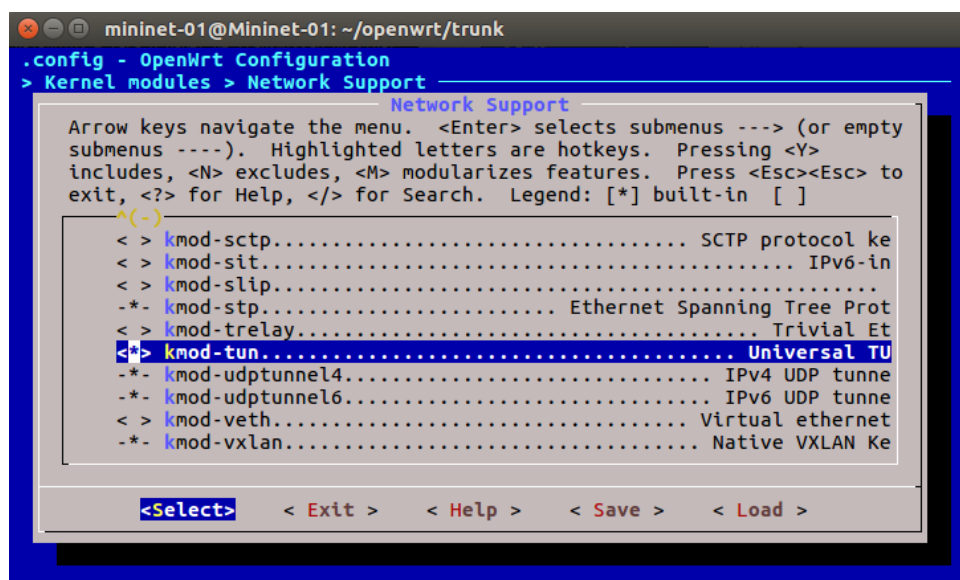 mininet-01@Mininet-01: ~/openwrt/trunk
.config - OpenWrt Configuration
> Kernel modules > Network Support
Network Support
Arrow keys navigate the menu.  <Enter> selects submenus ---> (or empty
submenus ----).  Highlighted letters are hotkeys.  Pressing <Y>
includes, <N> excludes, <M> modularizes features.  Press <Esc><Esc> to
exit, <?> for Help, </> for Search.  Legend: [*] built-in  [ ]
^(-)
< > kmod-sctp................................... SCTP protocol ke
< > kmod-sit............................................. IPv6-in
< > kmod-slip...................................................
-*- kmod-stp.......................... Ethernet Spanning Tree Prot
< > kmod-trelay....................................... Trivial Et
<*> kmod-tun........................................ Universal TU
-*- kmod-udptunnel4............................... IPv4 UDP tunne
-*- kmod-udptunnel6............................... IPv6 UDP tunne
< > kmod-veth................................... Virtual ethernet
-*- kmod-vxlan................................... Native VXLAN Ke
<Select>    < Exit >    < Help >    < Save >    < Load >